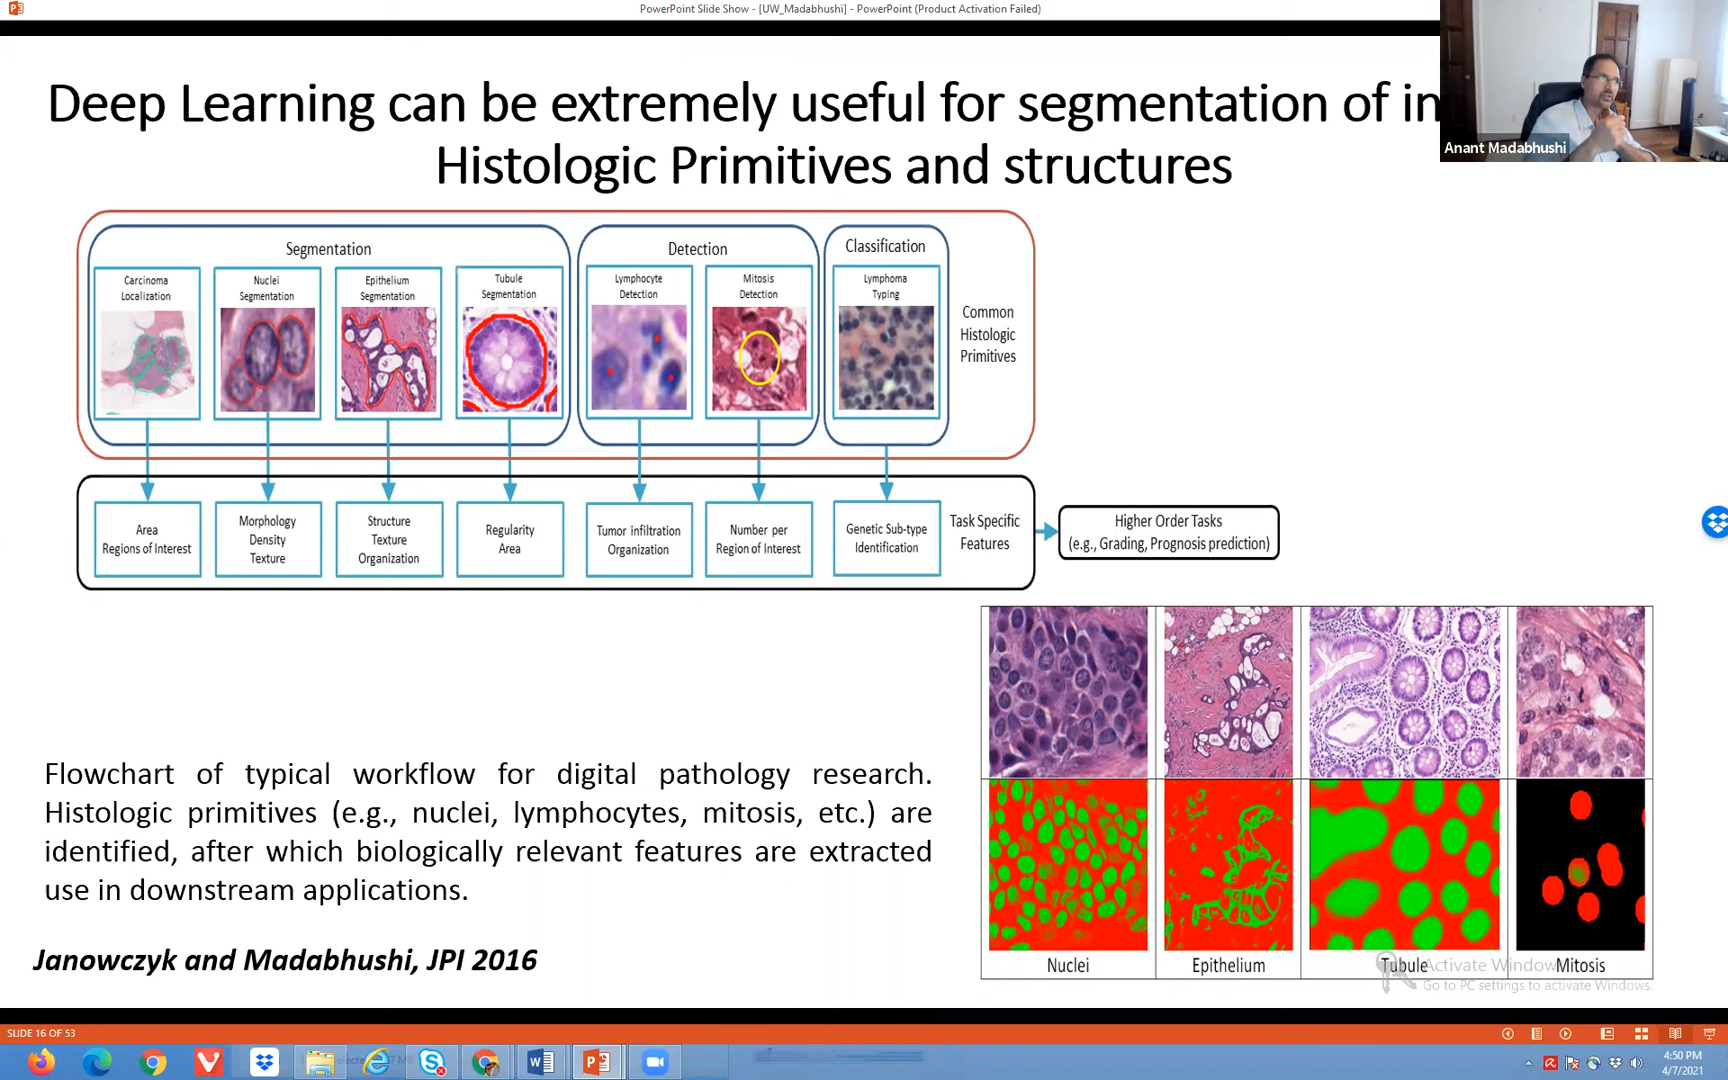 PowerPoint Slide Show - [UW_Madabhushi] - PowerPoint (Product Activation Failed)
Deep Learning can be extremely useful for segmentation of
Histologic Primitives and structures
Anant Madabhushi
Segmentation
Detection
Classification
Carcinoma
Localization
Nuclei
Segmentation
Epithelium
Segmentation
Tubule
Segmentation
Lymphocyte
Detection
Mitosis
Detection
Lymphoma
Typing
Common
Histologic
Primitives
Area
Regions of Interest
Morphology
Density
Texture
Structure
Texture
Organization
Regularity
Area
Tumor infiltration
Organization
Number per
Region of Interest
Genetic Sub-type
Identification
Task Specific
Features
Higher Order Tasks
(e.g., Grading, Prognosis prediction)
Flowchart of typical workflow for digital pathology research.
Histologic primitives (e.g., nuclei, lymphocytes, mitosis, etc.) are
identified, after which biologically relevant features are extracted
use in downstream applications.
Janowczyk and Madabhushi, JPI 2016
Nuclei
Epithelium
Tubule
Mitosis
Activate Windows
Go to PC settings to activate Windows.
SLIDE 16 OF 53
4:50 PM
4/7/2021